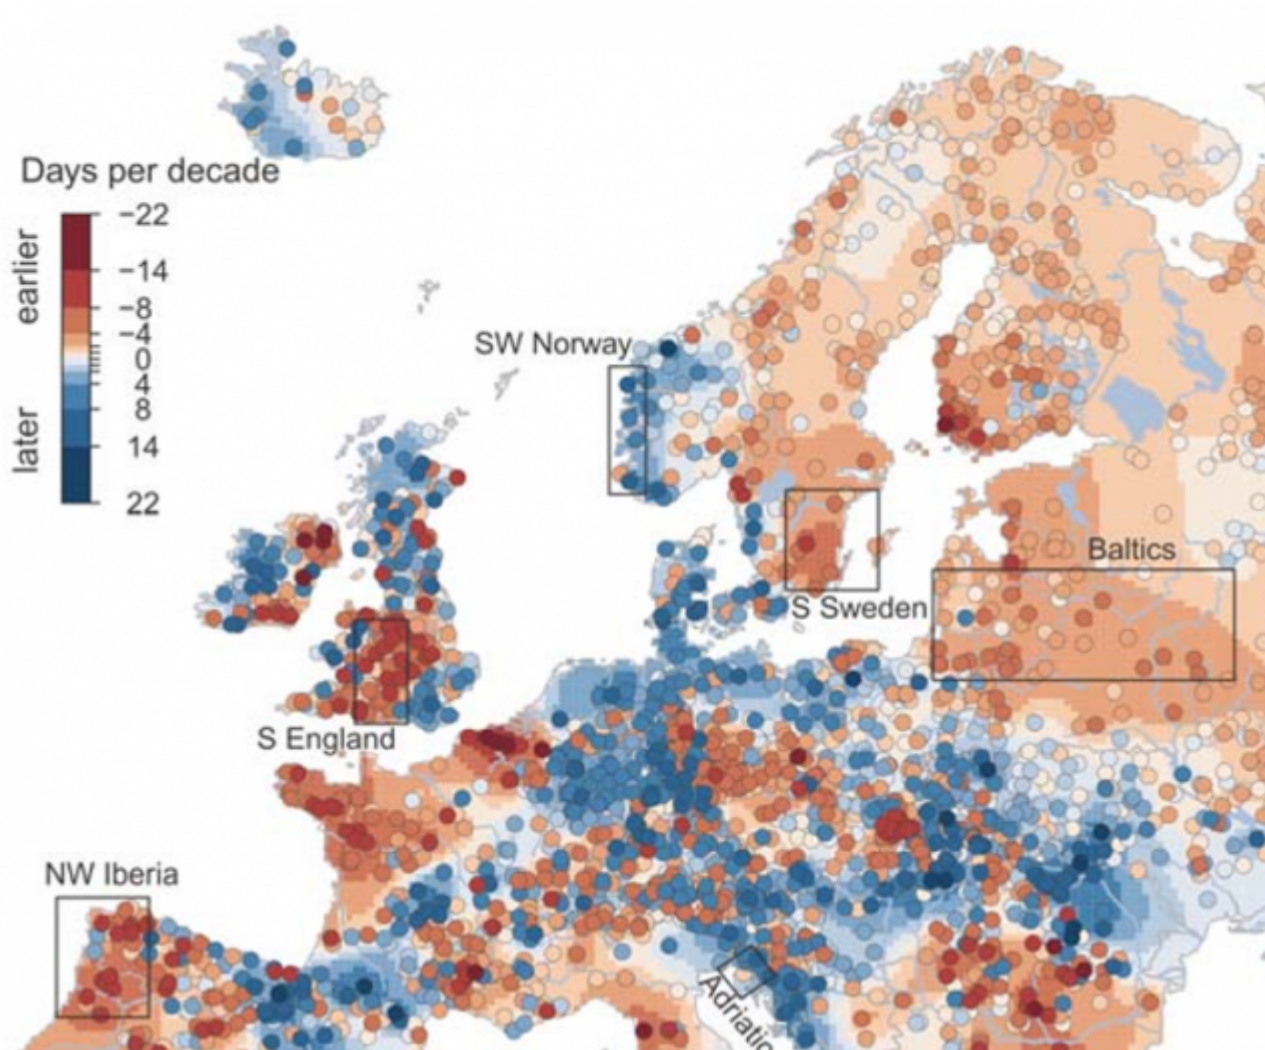 Days per decade
earlier
later
−22
−14
−8
−4
0
4
8
14
22
SW Norway
Baltics
S Sweden
S England
NW Iberia
Adriatic